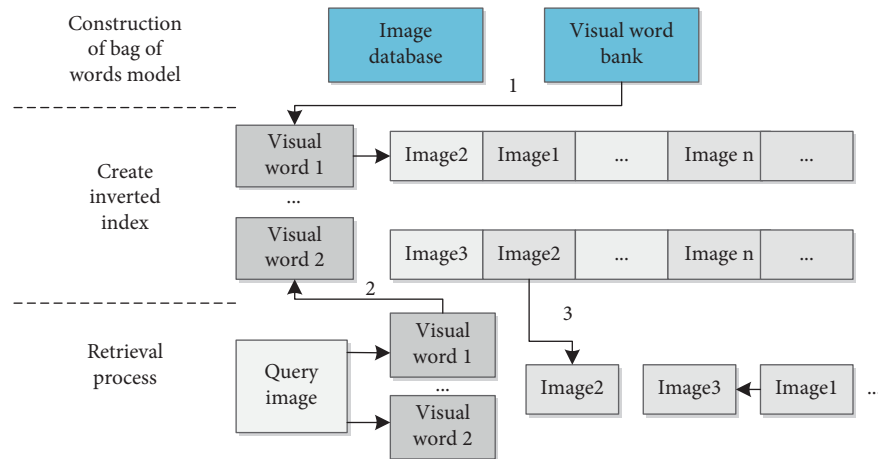 Construction
of bag of
words model
Image
database
Visual word
bank
1
Create
inverted
index
Visual
word 1
Image2
Image1
...
Image n
...
...
Visual
word 2
Image3
Image2
...
Image n
...
2
3
Retrieval
process
Query
image
Visual
word 1
...
Visual
word 2
Image2
Image3
Image1
...